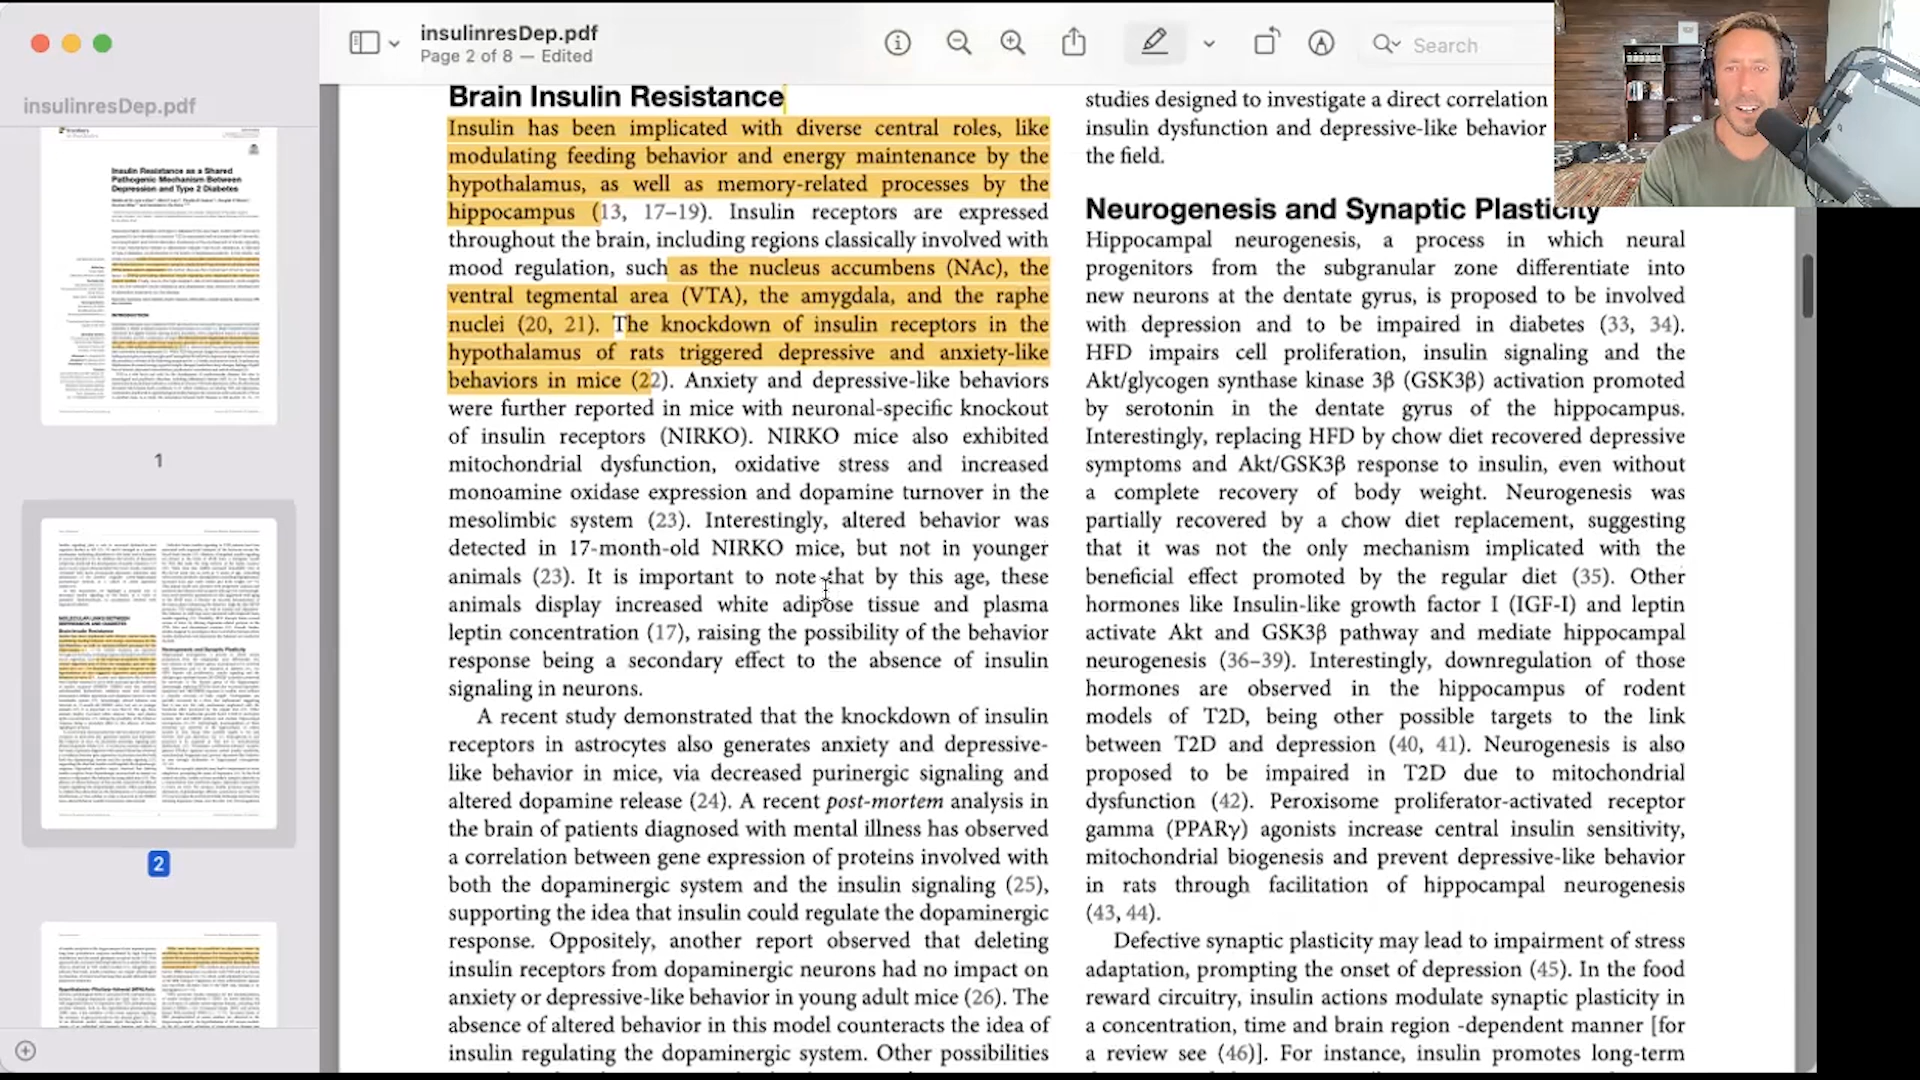 insulinresDep.pdf
Page 2 of 8 — Edited
Search
insulinresDep.pdf
Insulin Resistance as a Shared
Pathogenic Mechanism Between
Depression and Type 2 Diabetes
1
2
Brain Insulin Resistance
Insulin has been implicated with diverse central roles, like
modulating feeding behavior and energy maintenance by the
hypothalamus, as well as memory-related processes by the
hippocampus (13, 17–19). Insulin receptors are expressed
throughout the brain, including regions classically involved with
mood regulation, such as the nucleus accumbens (NAc), the
ventral tegmental area (VTA), the amygdala, and the raphe
nuclei (20, 21). The knockdown of insulin receptors in the
hypothalamus of rats triggered depressive and anxiety-like
behaviors in mice (22). Anxiety and depressive-like behaviors
were further reported in mice with neuronal-specific knockout
of insulin receptors (NIRKO). NIRKO mice also exhibited
mitochondrial dysfunction, oxidative stress and increased
monoamine oxidase expression and dopamine turnover in the
mesolimbic system (23). Interestingly, altered behavior was
detected in 17-month-old NIRKO mice, but not in younger
animals (23). It is important to note that by this age, these
animals display increased white adipose tissue and plasma
leptin concentration (17), raising the possibility of the behavior
response being a secondary effect to the absence of insulin
signaling in neurons.
A recent study demonstrated that the knockdown of insulin
receptors in astrocytes also generates anxiety and depressive-
like behavior in mice, via decreased purinergic signaling and
altered dopamine release (24). A recent post-mortem analysis in
the brain of patients diagnosed with mental illness has observed
a correlation between gene expression of proteins involved with
both the dopaminergic system and the insulin signaling (25),
supporting the idea that insulin could regulate the dopaminergic
response. Oppositely, another report observed that deleting
insulin receptors from dopaminergic neurons had no impact on
anxiety or depressive-like behavior in young adult mice (26). The
absence of altered behavior in this model counteracts the idea of
insulin regulating the dopaminergic system. Other possibilities
studies designed to investigate a direct correlation
insulin dysfunction and depressive-like behavior
the field.
Neurogenesis and Synaptic Plasticity
Hippocampal neurogenesis, a process in which neural
progenitors from the subgranular zone differentiate into
new neurons at the dentate gyrus, is proposed to be involved
with depression and to be impaired in diabetes (33, 34).
HFD impairs cell proliferation, insulin signaling and the
Akt/glycogen synthase kinase 3β (GSK3β) activation promoted
by serotonin in the dentate gyrus of the hippocampus.
Interestingly, replacing HFD by chow diet recovered depressive
symptoms and Akt/GSK3β response to insulin, even without
a complete recovery of body weight. Neurogenesis was
partially recovered by a chow diet replacement, suggesting
that it was not the only mechanism implicated with the
beneficial effect promoted by the regular diet (35). Other
hormones like Insulin-like growth factor I (IGF-I) and leptin
activate Akt and GSK3β pathway and mediate hippocampal
neurogenesis (36–39). Interestingly, downregulation of those
hormones are observed in the hippocampus of rodent
models of T2D, being other possible targets to the link
between T2D and depression (40, 41). Neurogenesis is also
proposed to be impaired in T2D due to mitochondrial
dysfunction (42). Peroxisome proliferator-activated receptor
gamma (PPARγ) agonists increase central insulin sensitivity,
mitochondrial biogenesis and prevent depressive-like behavior
in rats through facilitation of hippocampal neurogenesis
(43, 44).
Defective synaptic plasticity may lead to impairment of stress
adaptation, prompting the onset of depression (45). In the food
reward circuitry, insulin actions modulate synaptic plasticity in
a concentration, time and brain region -dependent manner [for
a review see (46)]. For instance, insulin promotes long-term